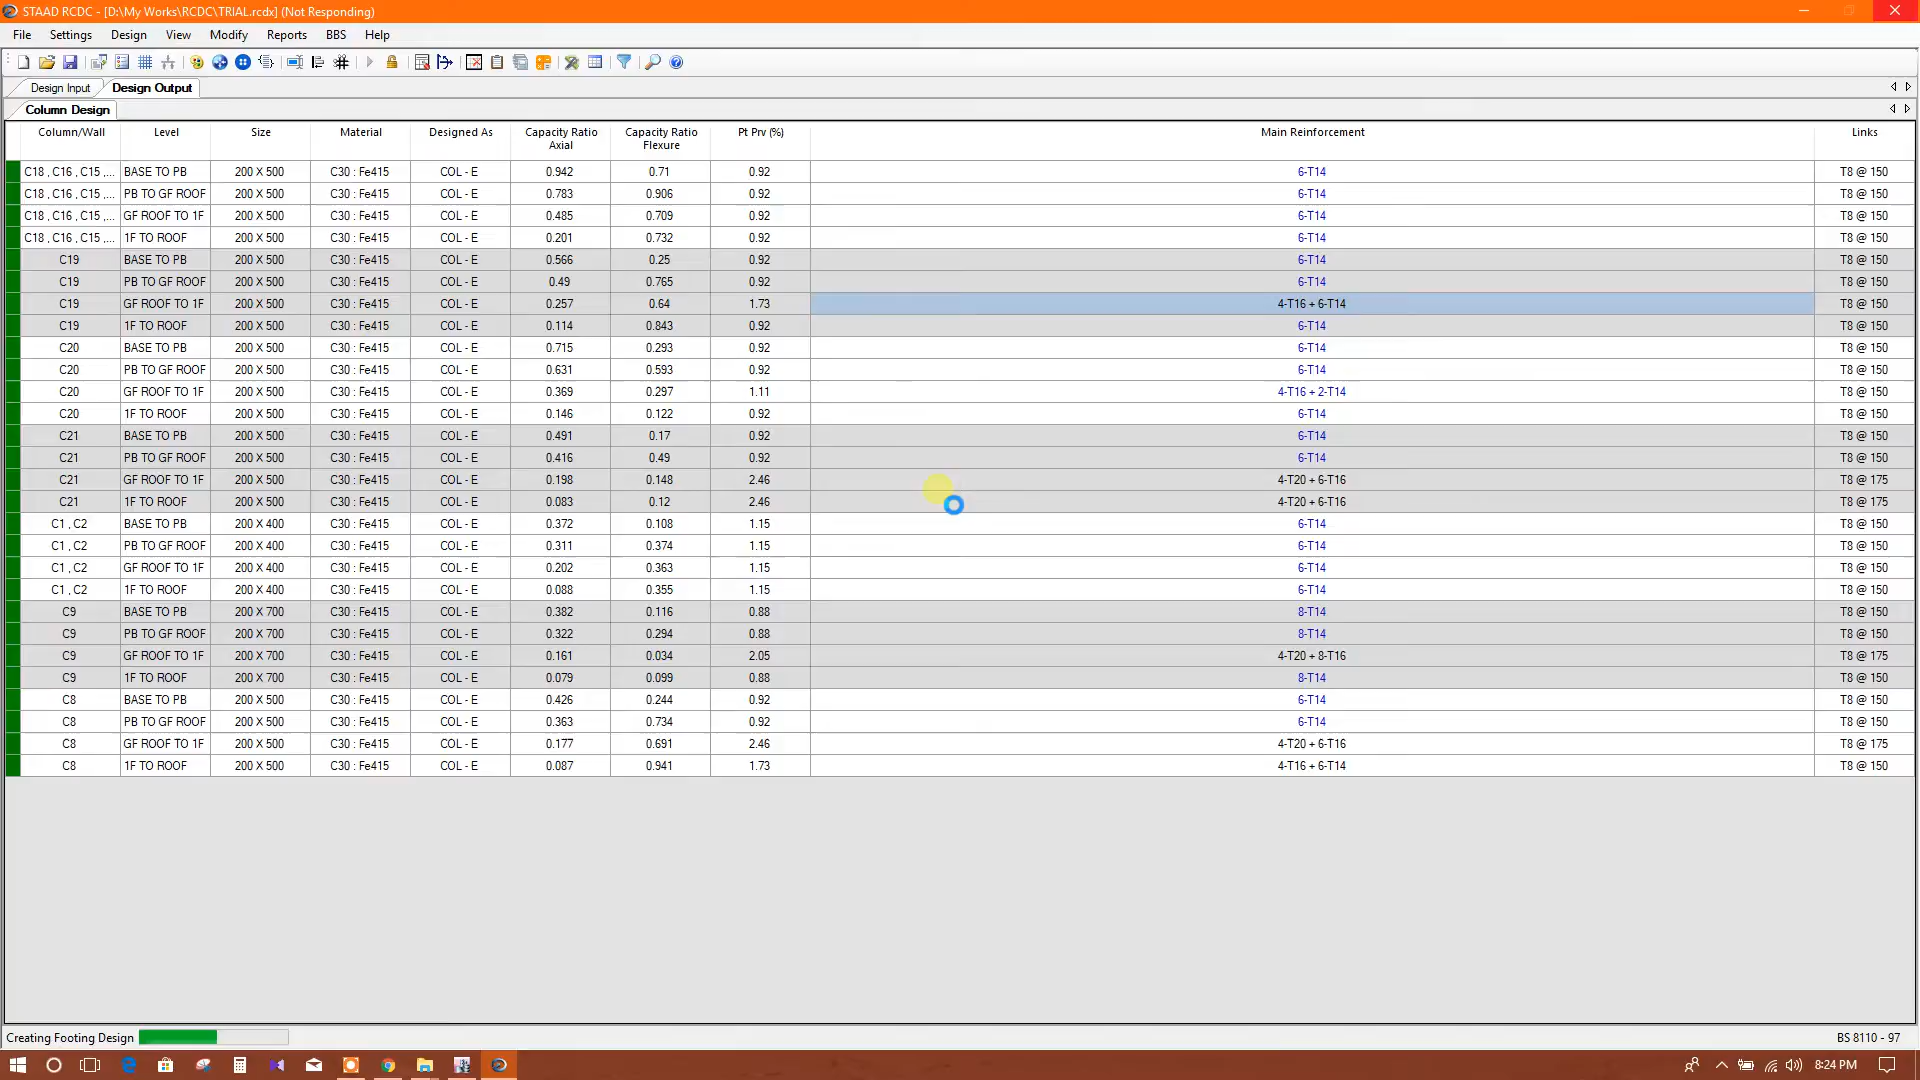 STAAD RCDC - [D:\My Works\RCDC\TRIAL.rcdx] (Not Responding)
File Settings Design View Modify Reports BBS Help
Design Input Design Output
Column Design
Column/Wall Level Size Material Designed As Capacity Ratio Axial Capacity Ratio Flexure Pt Prv (%) Main Reinforcement Links
C18 , C16 , C15 ,... BASE TO PB 200 X 500 C30 : Fe415 COL - E 0.942 0.71 0.92 6-T14 T8 @ 150
C18 , C16 , C15 ,... PB TO GF ROOF 200 X 500 C30 : Fe415 COL - E 0.783 0.906 0.92 6-T14 T8 @ 150
C18 , C16 , C15 ,... GF ROOF TO 1F 200 X 500 C30 : Fe415 COL - E 0.485 0.709 0.92 6-T14 T8 @ 150
C18 , C16 , C15 ,... 1F TO ROOF 200 X 500 C30 : Fe415 COL - E 0.201 0.732 0.92 6-T14 T8 @ 150
C19 BASE TO PB 200 X 500 C30 : Fe415 COL - E 0.566 0.25 0.92 6-T14 T8 @ 150
C19 PB TO GF ROOF 200 X 500 C30 : Fe415 COL - E 0.49 0.765 0.92 6-T14 T8 @ 150
C19 GF ROOF TO 1F 200 X 500 C30 : Fe415 COL - E 0.257 0.64 1.73 4-T16 + 6-T14 T8 @ 150
C19 1F TO ROOF 200 X 500 C30 : Fe415 COL - E 0.114 0.843 0.92 6-T14 T8 @ 150
C20 BASE TO PB 200 X 500 C30 : Fe415 COL - E 0.715 0.293 0.92 6-T14 T8 @ 150
C20 PB TO GF ROOF 200 X 500 C30 : Fe415 COL - E 0.631 0.593 0.92 6-T14 T8 @ 150
C20 GF ROOF TO 1F 200 X 500 C30 : Fe415 COL - E 0.369 0.297 1.11 4-T16 + 2-T14 T8 @ 150
C20 1F TO ROOF 200 X 500 C30 : Fe415 COL - E 0.146 0.122 0.92 6-T14 T8 @ 150
C21 BASE TO PB 200 X 500 C30 : Fe415 COL - E 0.491 0.17 0.92 6-T14 T8 @ 150
C21 PB TO GF ROOF 200 X 500 C30 : Fe415 COL - E 0.416 0.49 0.92 6-T14 T8 @ 150
C21 GF ROOF TO 1F 200 X 500 C30 : Fe415 COL - E 0.198 0.148 2.46 4-T20 + 6-T16 T8 @ 175
C21 1F TO ROOF 200 X 500 C30 : Fe415 COL - E 0.083 0.12 2.46 4-T20 + 6-T16 T8 @ 175
C1 , C2 BASE TO PB 200 X 400 C30 : Fe415 COL - E 0.372 0.108 1.15 6-T14 T8 @ 150
C1 , C2 PB TO GF ROOF 200 X 400 C30 : Fe415 COL - E 0.311 0.374 1.15 6-T14 T8 @ 150
C1 , C2 GF ROOF TO 1F 200 X 400 C30 : Fe415 COL - E 0.202 0.363 1.15 6-T14 T8 @ 150
C1 , C2 1F TO ROOF 200 X 400 C30 : Fe415 COL - E 0.088 0.355 1.15 6-T14 T8 @ 150
C9 BASE TO PB 200 X 700 C30 : Fe415 COL - E 0.382 0.116 0.88 8-T14 T8 @ 150
C9 PB TO GF ROOF 200 X 700 C30 : Fe415 COL - E 0.322 0.294 0.88 8-T14 T8 @ 150
C9 GF ROOF TO 1F 200 X 700 C30 : Fe415 COL - E 0.161 0.034 2.05 4-T20 + 8-T16 T8 @ 175
C9 1F TO ROOF 200 X 700 C30 : Fe415 COL - E 0.079 0.099 0.88 8-T14 T8 @ 150
C8 BASE TO PB 200 X 500 C30 : Fe415 COL - E 0.426 0.244 0.92 6-T14 T8 @ 150
C8 PB TO GF ROOF 200 X 500 C30 : Fe415 COL - E 0.363 0.734 0.92 6-T14 T8 @ 150
C8 GF ROOF TO 1F 200 X 500 C30 : Fe415 COL - E 0.177 0.691 2.46 4-T20 + 6-T16 T8 @ 175
C8 1F TO ROOF 200 X 500 C30 : Fe415 COL - E 0.087 0.941 1.73 4-T16 + 6-T14 T8 @ 150
Creating Footing Design BS 8110 - 97
8:24 PM